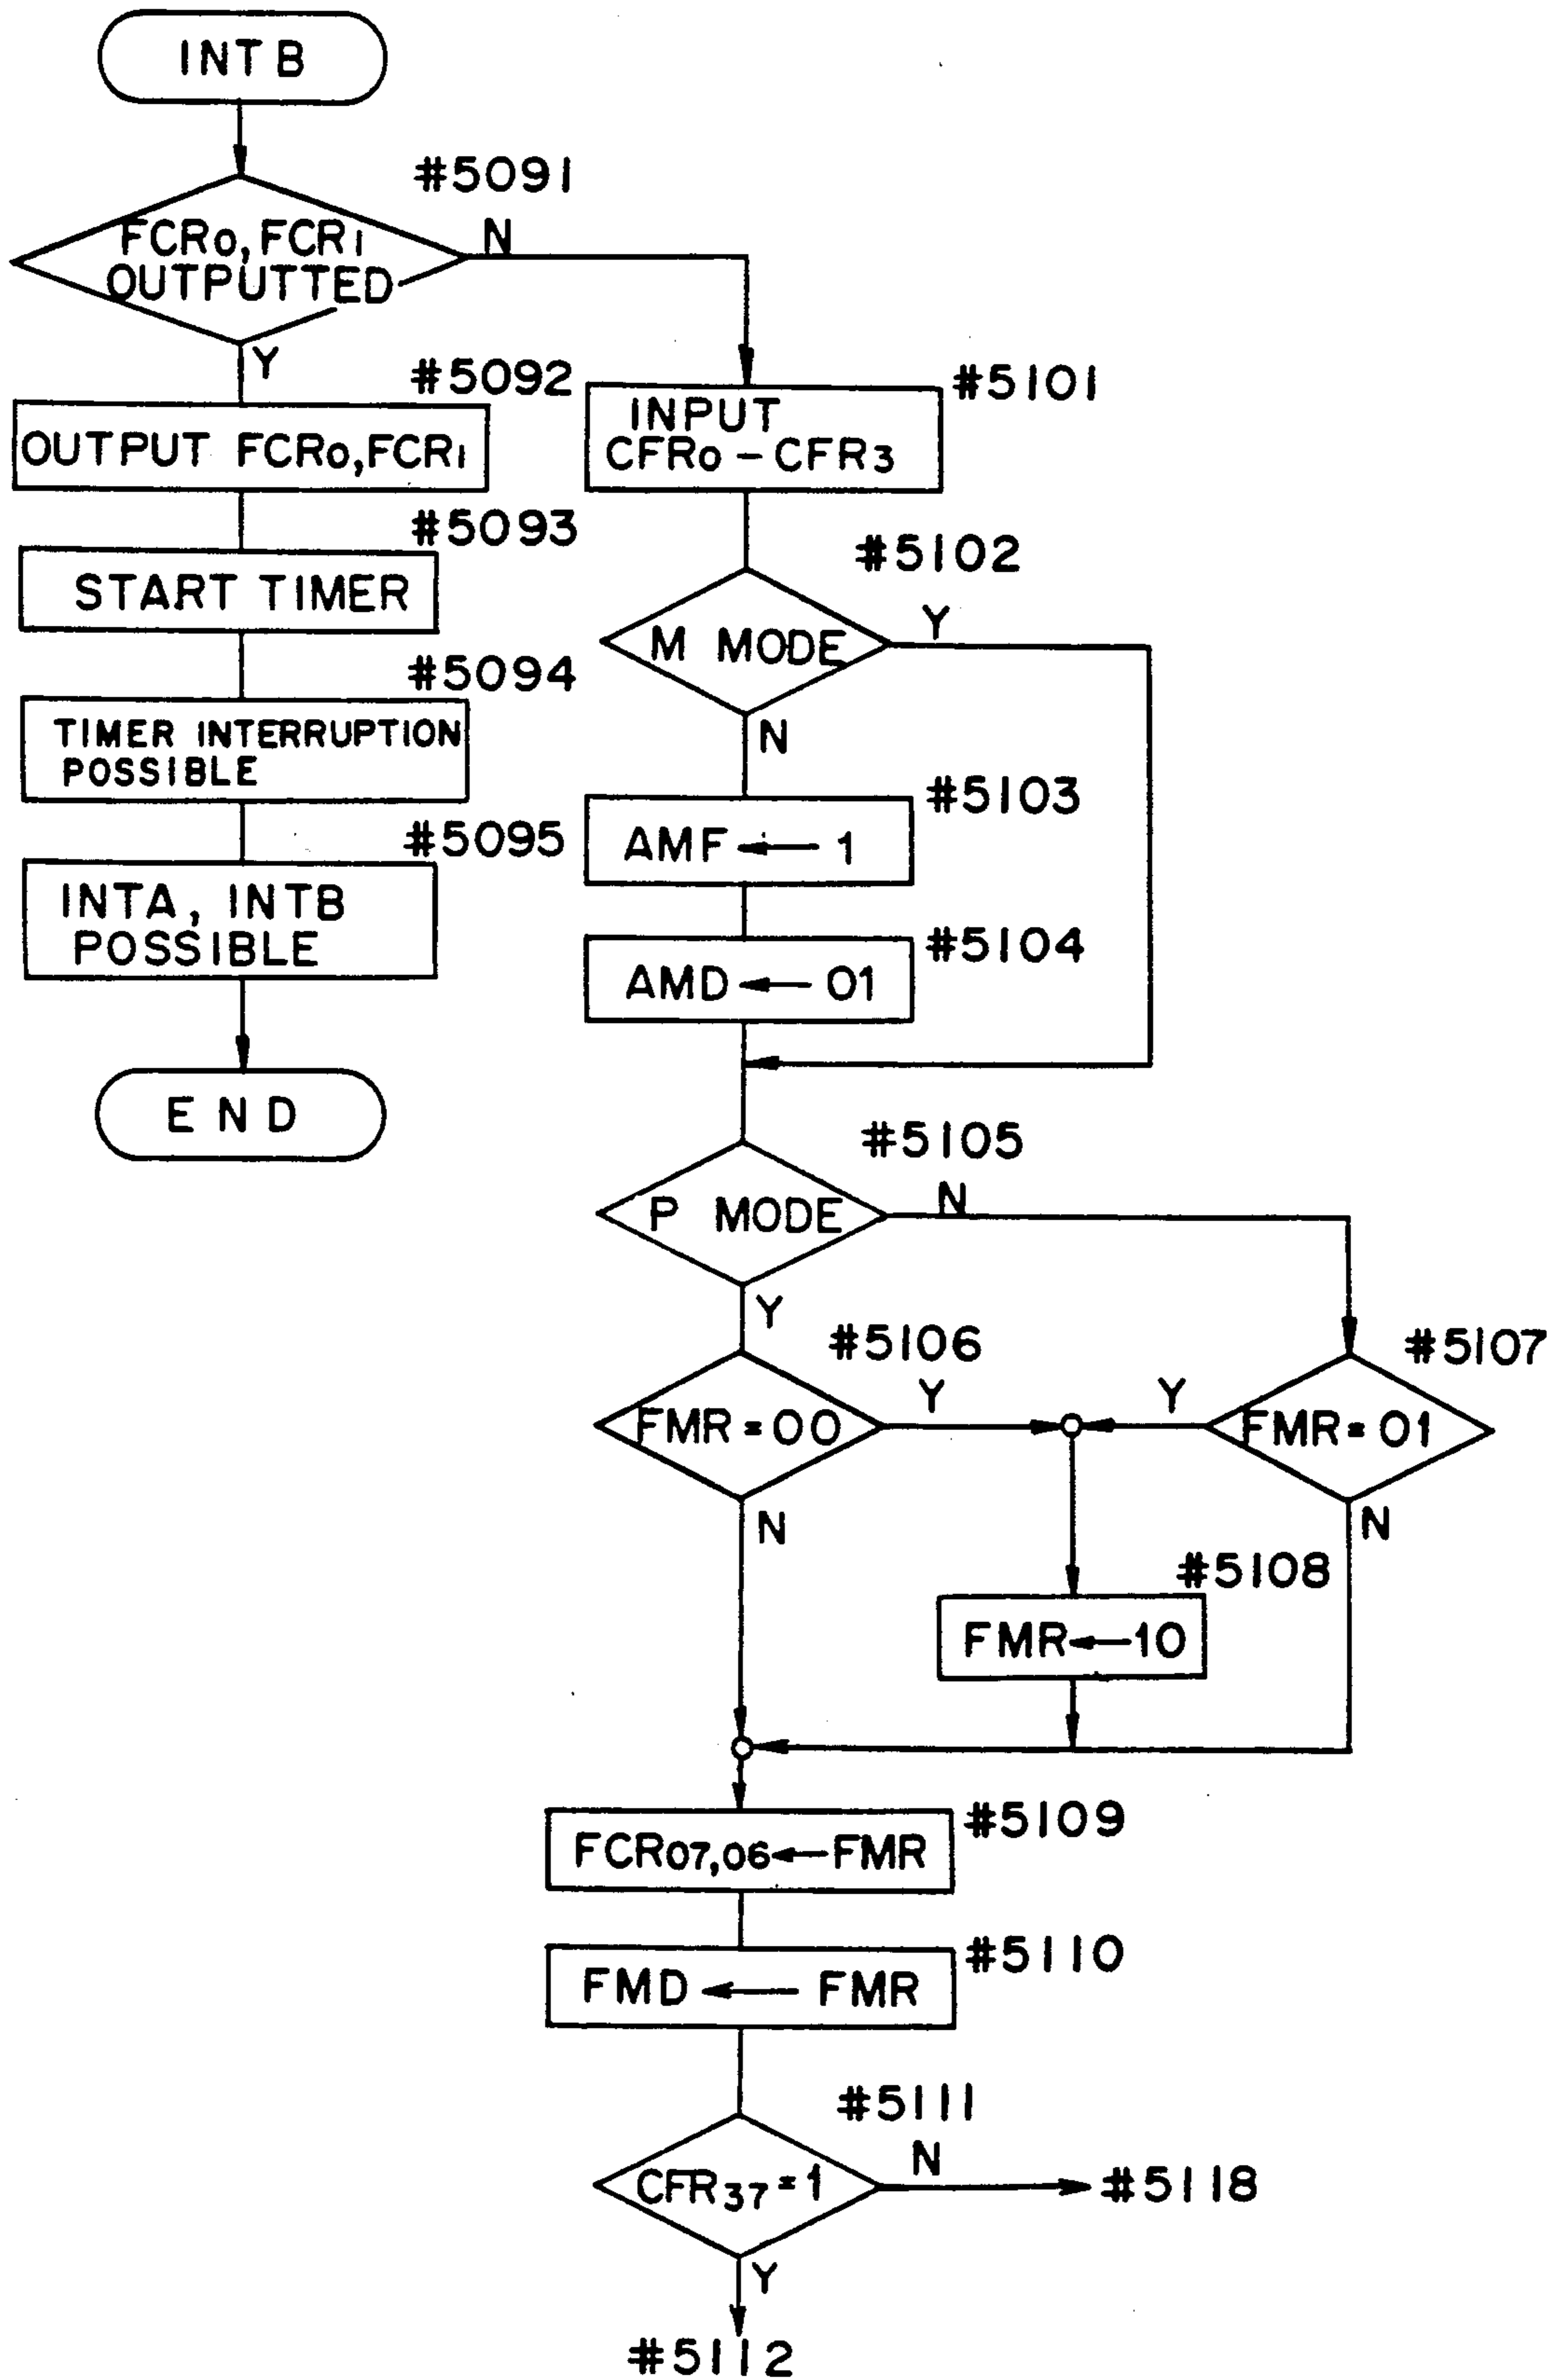 INTB
#5091
FCR0, FCR1
OUTPUTTED
N
Y
#5092
OUTPUT FCR0, FCR1
#5093
START TIMER
#5094
TIMER INTERRUPTION
POSSIBLE
#5095
INTA, INTB
POSSIBLE
END
#5101
INPUT
CFR0 - CFR3
#5102
M MODE
Y
N
#5103
AMF ← 1
#5104
AMD ← 01
#5105
P MODE
N
Y
#5106
FMR = 00
Y
N
#5107
FMR = 01
Y
N
#5108
FMR ← 10
#5109
FCR07,06 ← FMR
#5110
FMD ← FMR
#5111
CFR37 = 1
N
#5118
Y
#5112